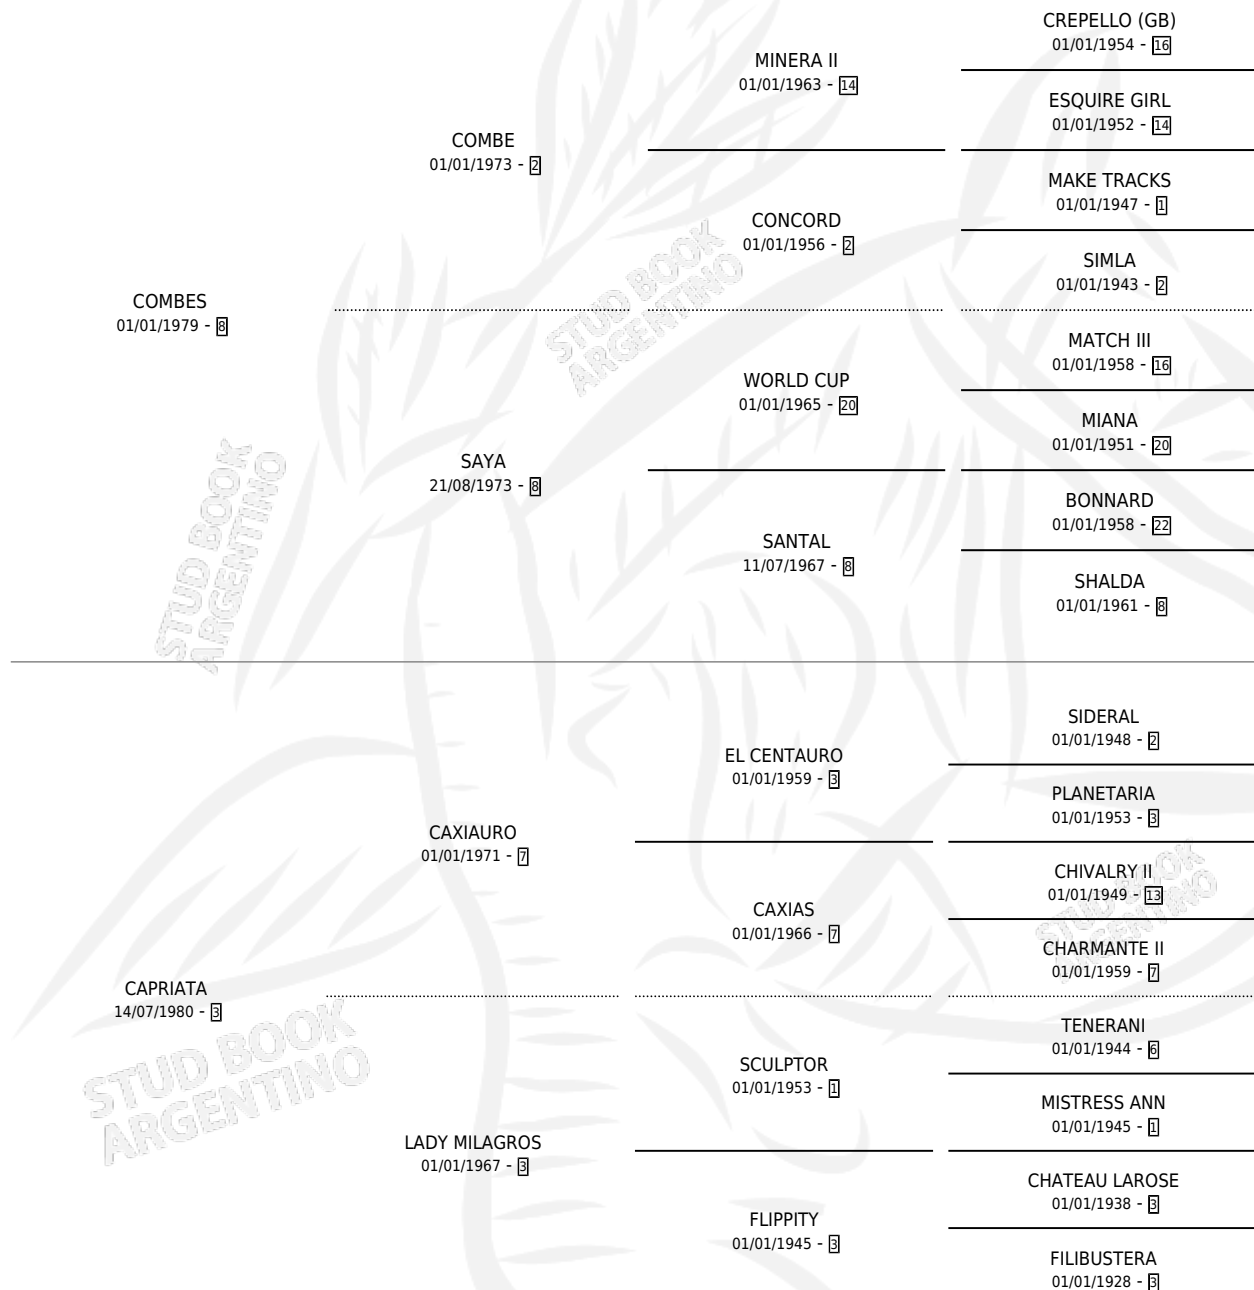 COMBES
01/01/1979 - 8
COMBE
01/01/1973 - 2
SAYA
21/08/1973 - 8
MINERA II
01/01/1963 - 14
CONCORD
01/01/1956 - 2
WORLD CUP
01/01/1965 - 20
SANTAL
11/07/1967 - 8
CREPELLO (GB)
01/01/1954 - 16
ESQUIRE GIRL
01/01/1952 - 14
MAKE TRACKS
01/01/1947 - 1
SIMLA
01/01/1943 - 2
MATCH III
01/01/1958 - 16
MIANA
01/01/1951 - 20
BONNARD
01/01/1958 - 22
SHALDA
01/01/1961 - 8
CAPRIATA
14/07/1980 - 3
CAXIAURO
01/01/1971 - 7
LADY MILAGROS
01/01/1967 - 3
EL CENTAURO
01/01/1959 - 3
CAXIAS
01/01/1966 - 7
SCULPTOR
01/01/1953 - 1
FLIPPITY
01/01/1945 - 3
SIDERAL
01/01/1948 - 2
PLANETARIA
01/01/1953 - 3
CHIVALRY II
01/01/1949 - 13
CHARMANTE II
01/01/1959 - 7
TENERANI
01/01/1944 - 6
MISTRESS ANN
01/01/1945 - 1
CHATEAU LAROSE
01/01/1938 - 3
FILIBUSTERA
01/01/1928 - 3
STUD BOOK
ARGENTINO
STUD BOOK
ARGENTINO
STUD BOOK
ARGENTINO
STUD BOOK
ARGENTINO